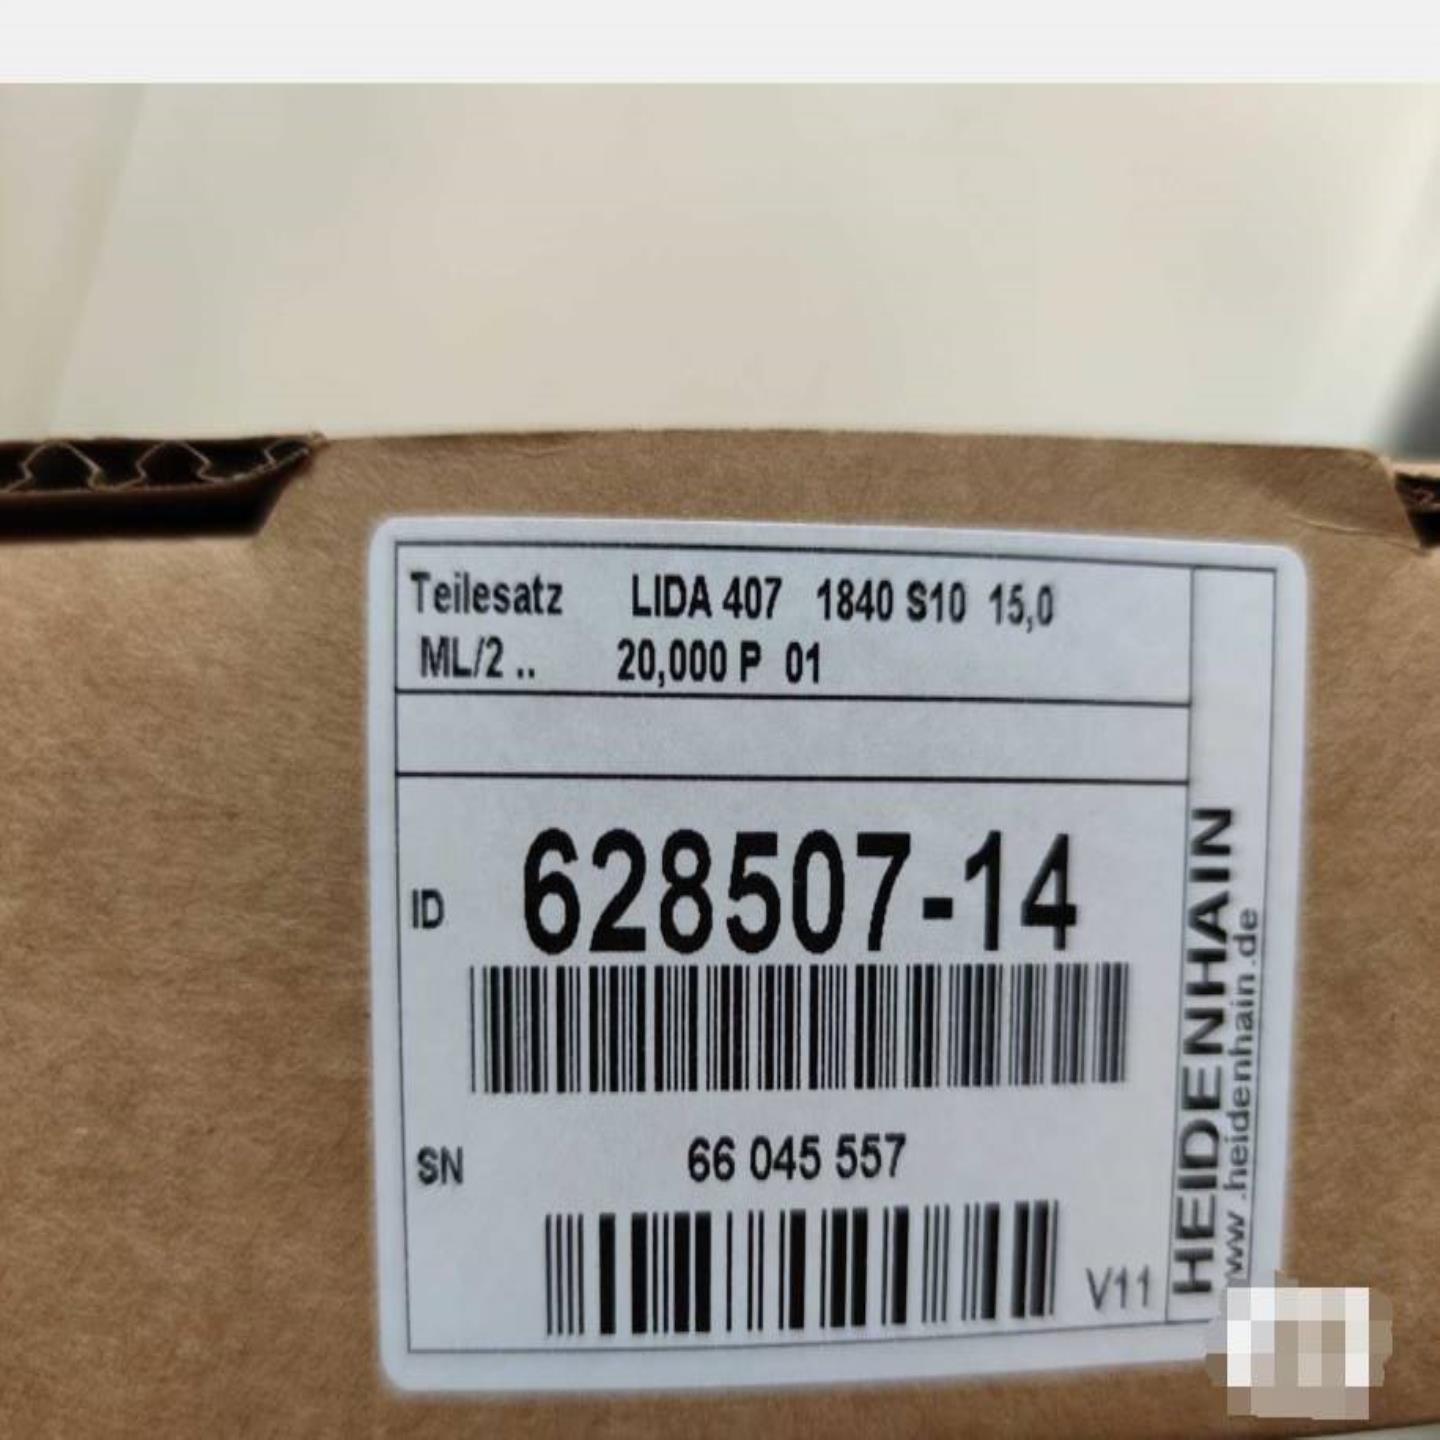 Teilesatz LIDA 407 1840 S10 15,0
ML/2 .. 20,000 P 01
ID 628507-14
SN 66 045 557
V11
HEIDENHAIN
www.heidenhain.de